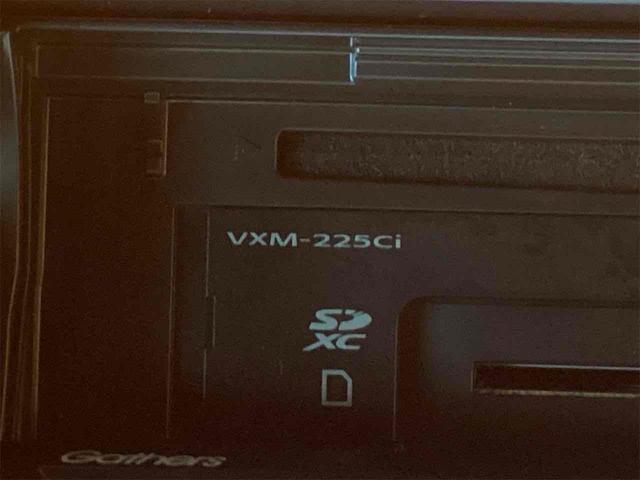 VXM-225Ci
SD
XC
Gathers